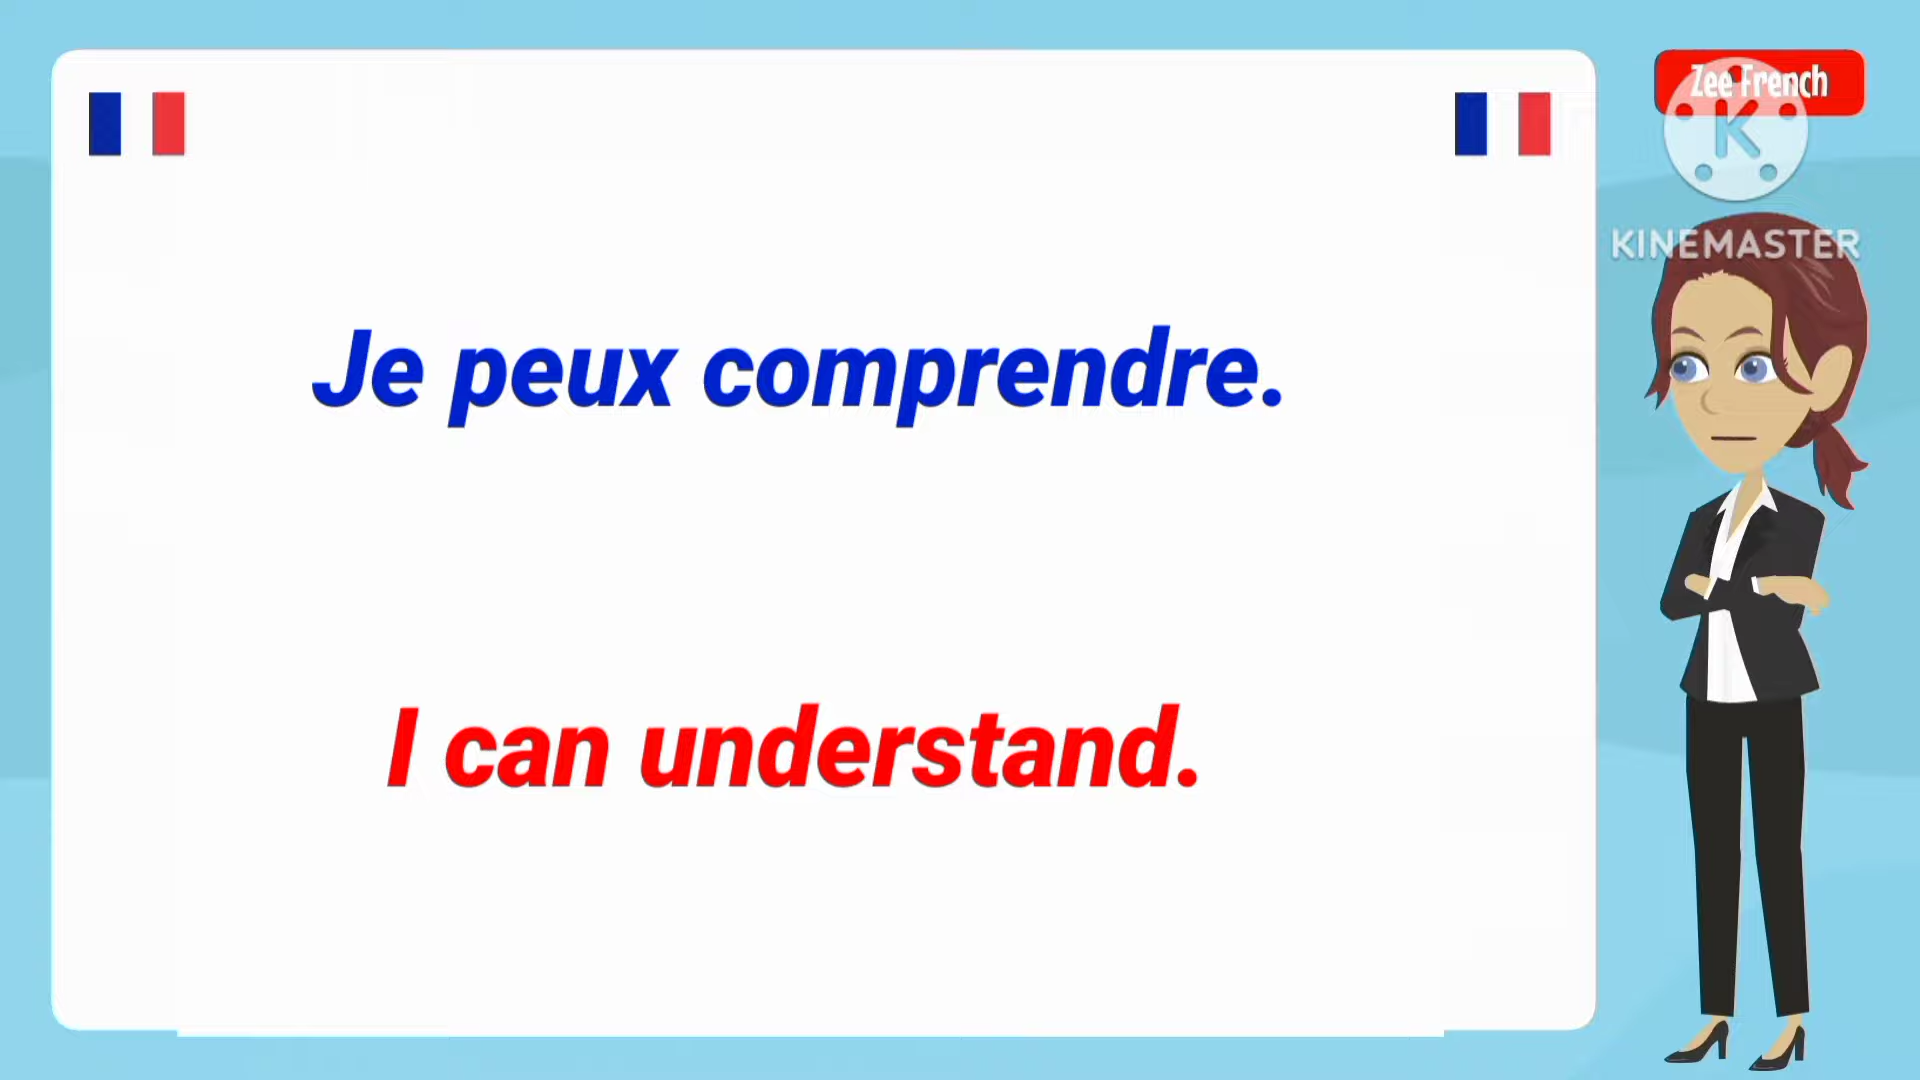 Zee French
K
KINEMASTER
Je peux comprendre.
I can understand.